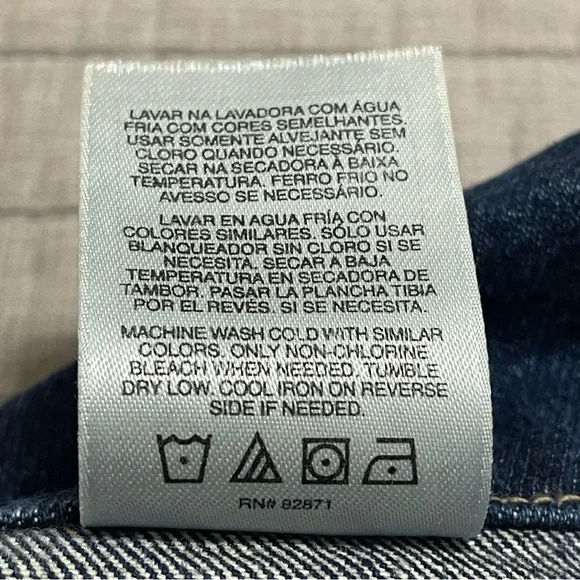 LAVAR NA LAVADORA COM ÁGUA
FRIA COM CORES SEMELHANTES.
USAR SOMENTE ALVEJANTE SEM
CLORO QUANDO NECESSÁRIO.
SECAR NA SECADORA À BAIXA
TEMPERATURA. FERRO FRIO NO
AVESSO SE NECESSÁRIO.
LAVAR EN AGUA FRÍA CON
COLORES SIMILARES. SÓLO USAR
BLANQUEADOR SIN CLORO SI SE
NECESITA. SECAR A BAJA
TEMPERATURA EN SECADORA DE
TAMBOR. PASAR LA PLANCHA TIBIA
POR EL REVÉS. SI SE NECESITA.
MACHINE WASH COLD WITH SIMILAR
COLORS. ONLY NON-CHLORINE
BLEACH WHEN NEEDED. TUMBLE
DRY LOW. COOL IRON ON REVERSE
SIDE IF NEEDED.
RN# 92871